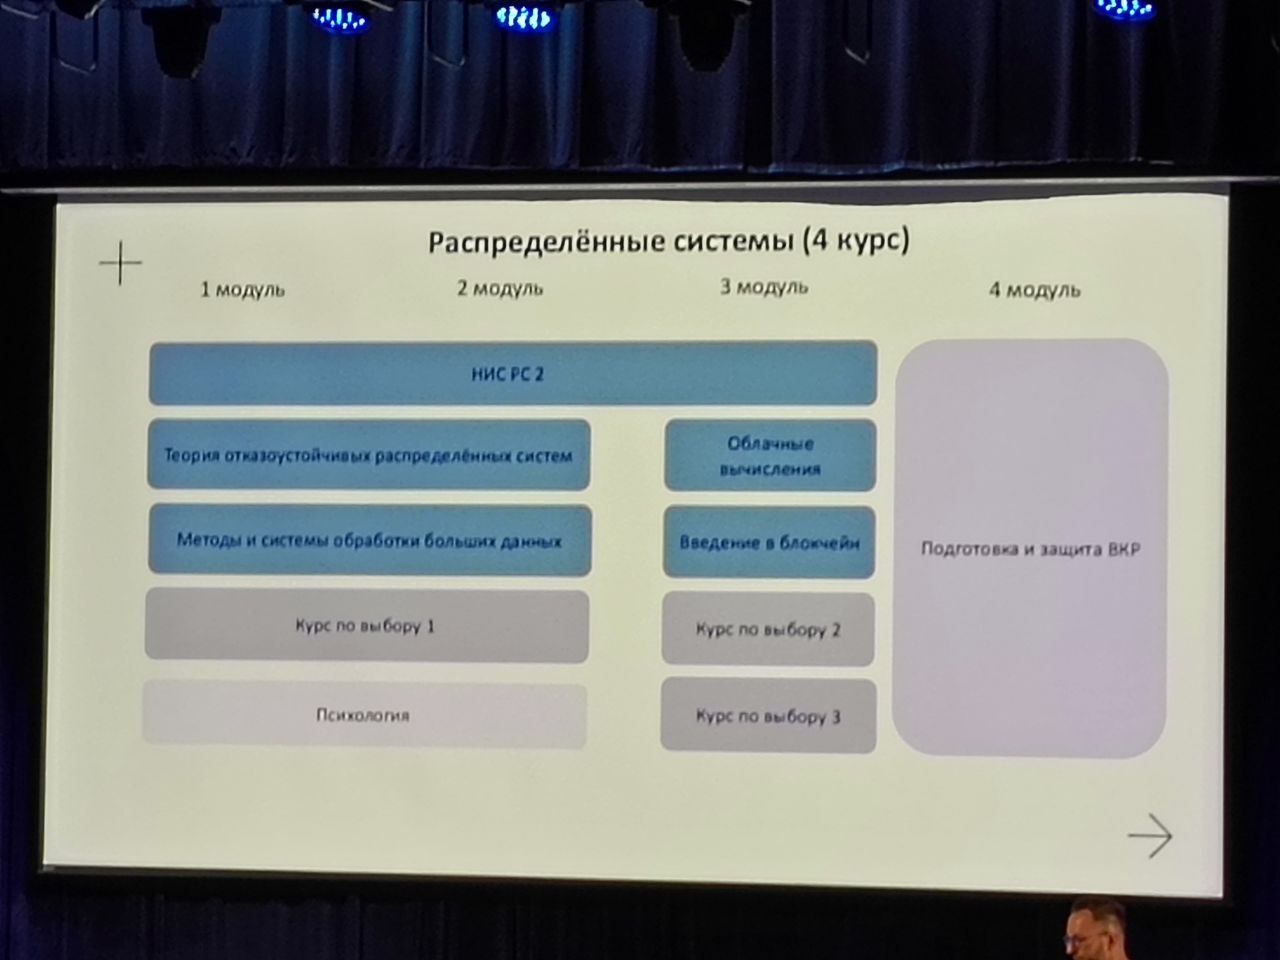 Распределённые системы (4 курс)
1 модуль
2 модуль
3 модуль
4 модуль
НИС РС 2
Теория отказоустойчивых распределённых систем
Облачные
вычисления
Методы и системы обработки больших данных
Введение в блокчейн
Подготовка и защита ВКР
Курс по выбору 1
Курс по выбору 2
Психология
Курс по выбору 3